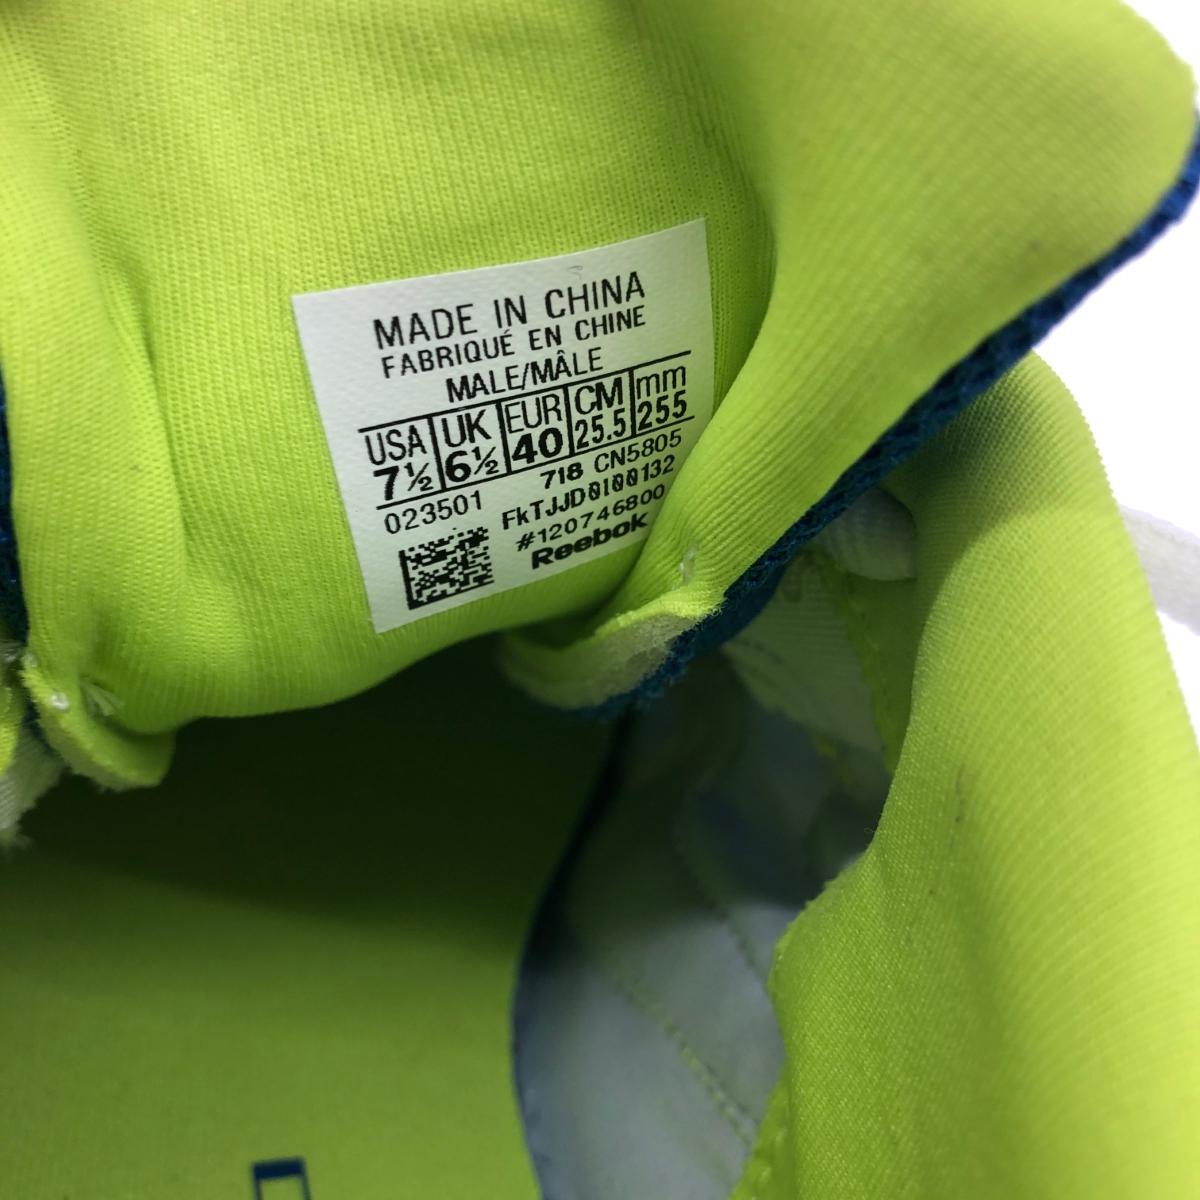 MADE IN CHINA
FABRIQUÉ EN CHINE
MALE/MÂLE
USA UK EUR CM mm
7½ 6½ 40 25.5 255
023501 718 CN5805
FkTJJD0100132
#120746800
Reebok